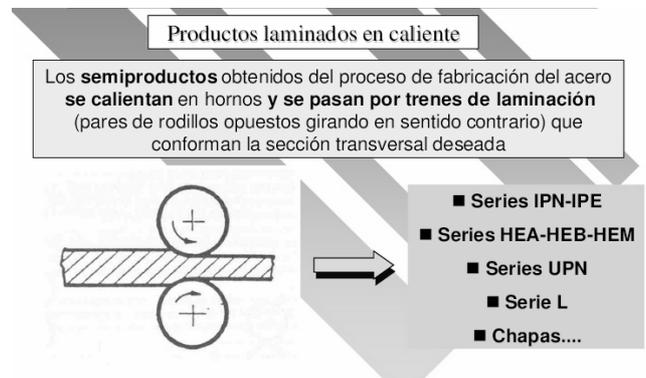 Productos laminados en caliente
Los semiproductos obtenidos del proceso de fabricación del acero
se calientan en hornos y se pasan por trenes de laminación
(pares de rodillos opuestos girando en sentido contrario) que
conforman la sección transversal deseada
■ Series IPN-IPE
■ Series HEA-HEB-HEM
■ Series UPN
■ Serie L
■ Chapas....